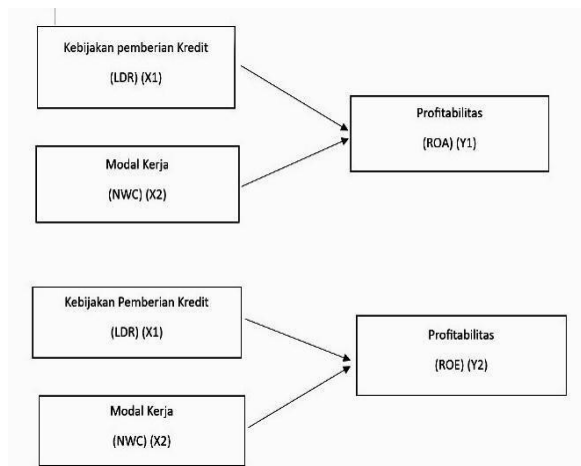 Kebijakan pemberian Kredit
(LDR) (X1)
Profitabilitas
(ROA) (Y1)
Modal Kerja
(NWC) (X2)
Kebijakan Pemberian Kredit
(LDR) (X1)
Profitabilitas
(ROE) (Y2)
Modal Kerja
(NWC) (X2)